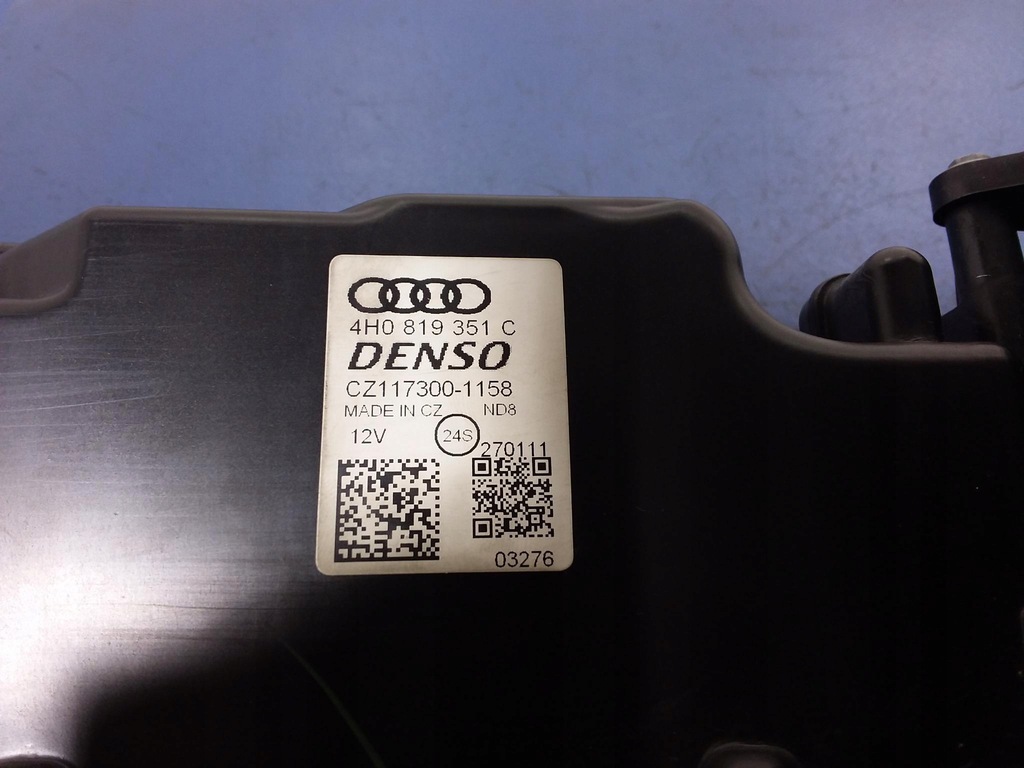 4H0 819 351 C
DENSO
CZ117300-1158
MADE IN CZ ND8
12V 24S 270111
03276